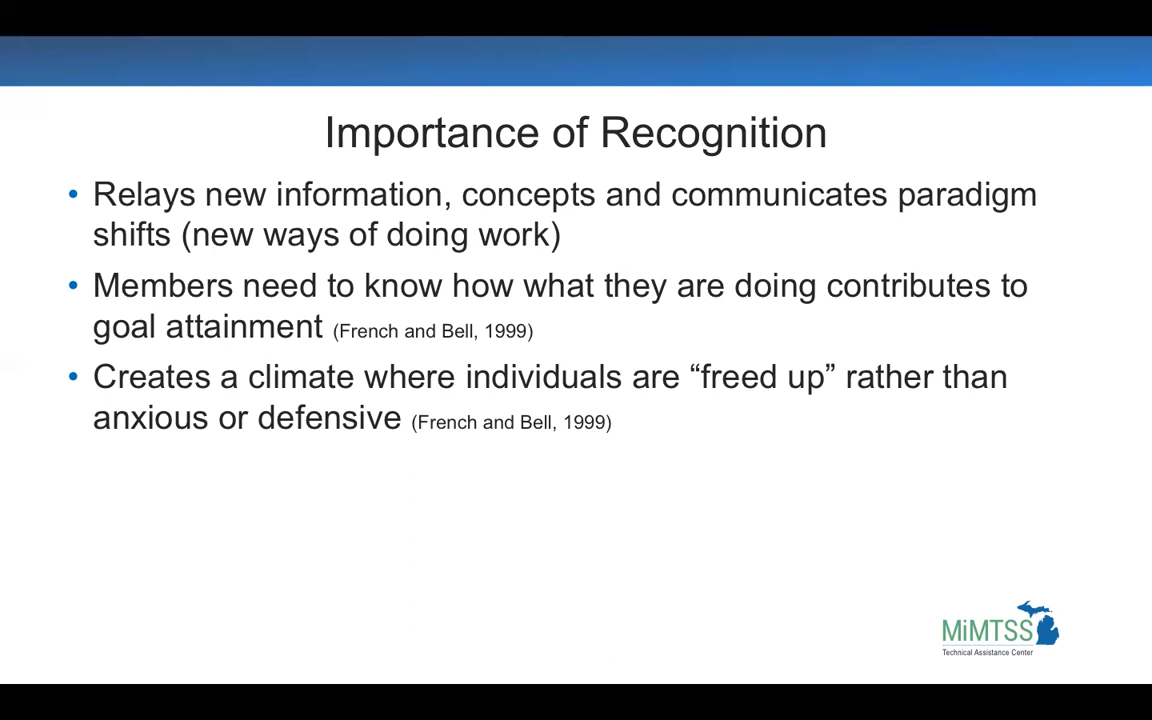 Importance of Recognition
• Relays new information, concepts and communicates paradigm
shifts (new ways of doing work)
• Members need to know how what they are doing contributes to
goal attainment (French and Bell, 1999)
• Creates a climate where individuals are “freed up” rather than
anxious or defensive (French and Bell, 1999)
MiMTSS
Technical Assistance Center